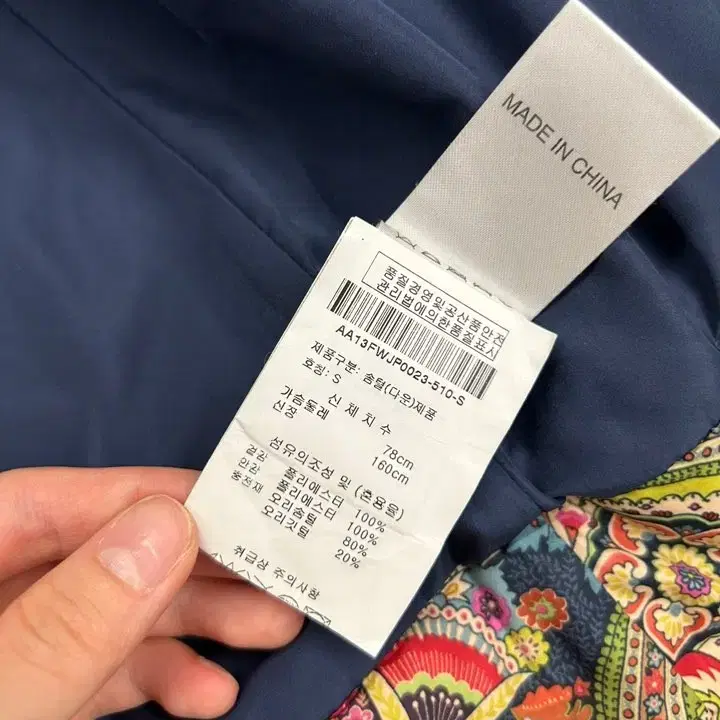 MADE IN CHINA
품질경영및공산품안전
관리법에의한품질표시
AA13FWJP0023-510-S
제품구분: 솜털(다운)제품
호칭: S
신체치수
가슴둘레 78cm
신장 160cm
섬유의조성 및 (혼용율)
겉감 폴리에스터 100%
안감 폴리에스터 100%
충전재 오리솜털 80%
오리깃털 20%
취급상 주의사항